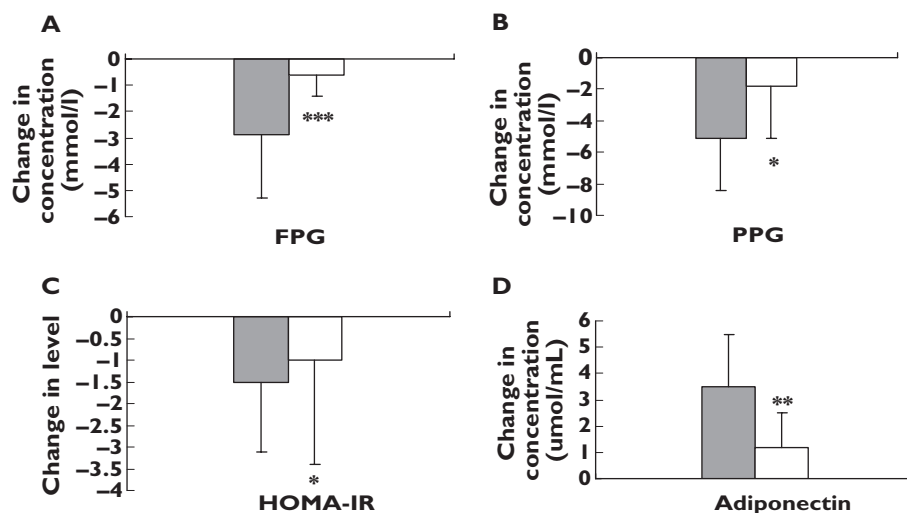 A
Change in
concentration
(mmol/l)
0
–1
–2
–3
–4
–5
–6
***
FPG
B
Change in
concentration
(mmol/l)
0
–2
–4
–6
–8
–10
*
PPG
C
Change in level
0
–0.5
–1
–1.5
–2
–2.5
–3
–3.5
–4
*
HOMA-IR
D
Change in
concentration
(umol/mL)
6
5
4
3
2
1
0
**
Adiponectin